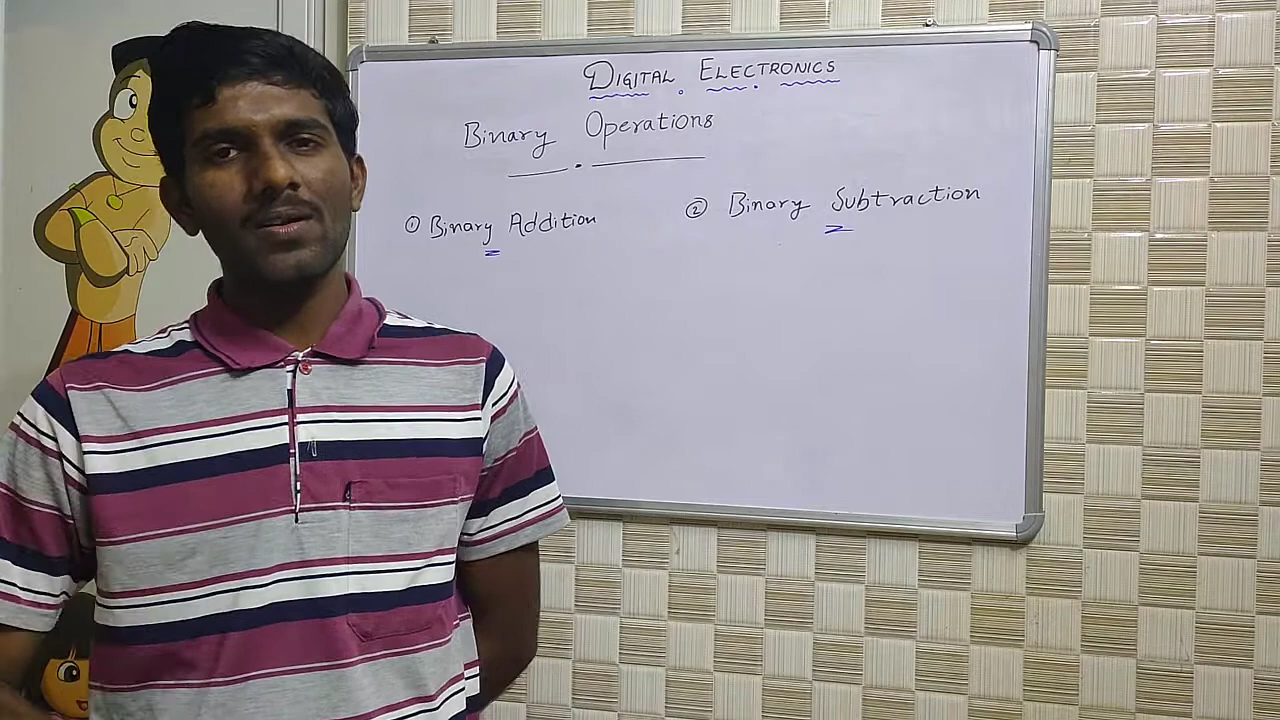 DIGITAL ELECTRONICS
Binary Operations
① Binary Addition
② Binary Subtraction